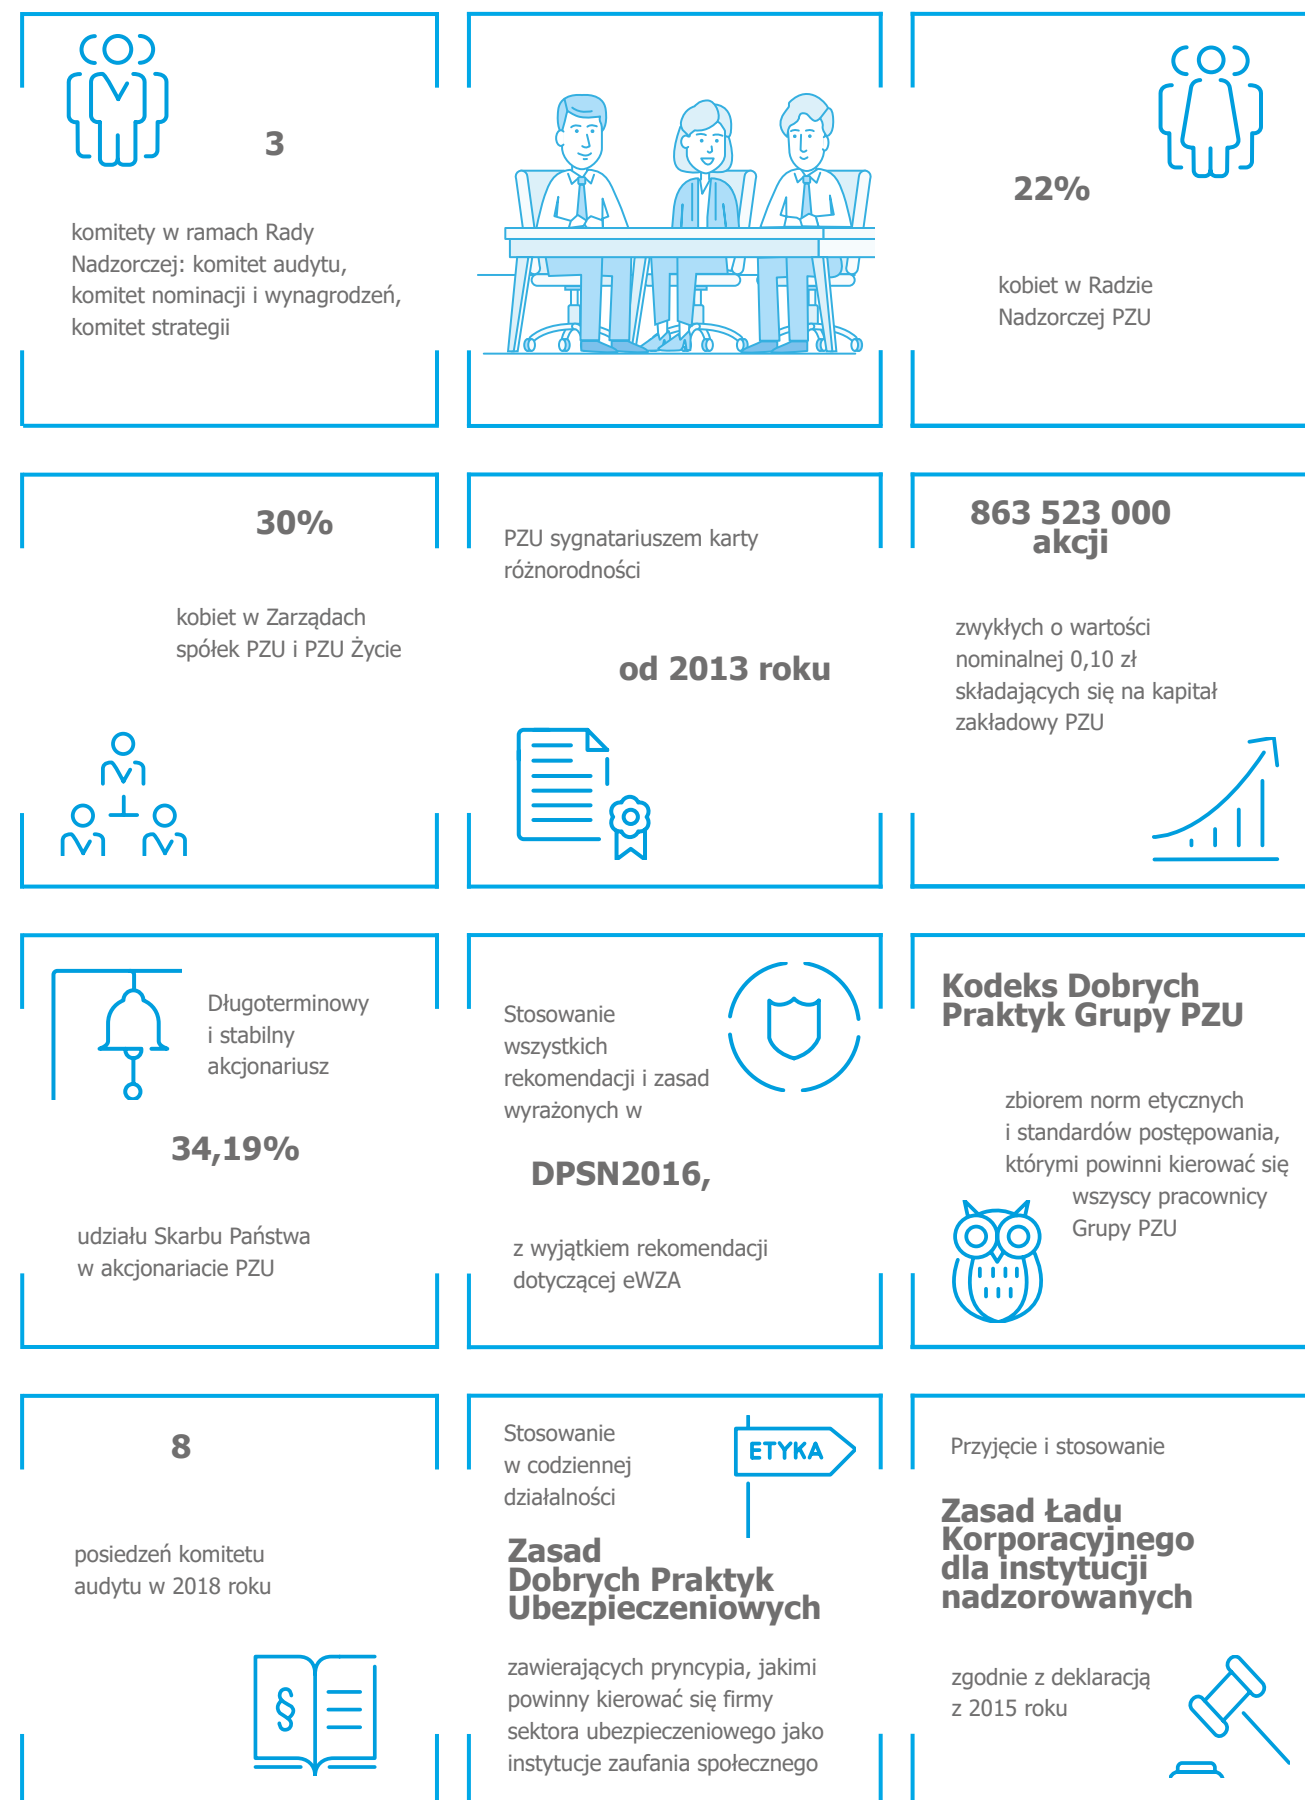 3
komitety w ramach Rady
Nadzorczej: komitet audytu,
komitet nominacji i wynagrodzeń,
komitet strategii
22%
kobiet w Radzie
Nadzorczej PZU
30%
kobiet w Zarządach
spółek PZU i PZU Życie
PZU sygnatariuszem karty
różnorodności
od 2013 roku
863 523 000
akcji
zwykłych o wartości
nominalnej 0,10 zł
składających się na kapitał
zakładowy PZU
Długoterminowy
i stabilny
akcjonariusz
34,19%
udziału Skarbu Państwa
w akcjonariacie PZU
Stosowanie
wszystkich
rekomendacji i zasad
wyrażonych w
DPSN2016,
z wyjątkiem rekomendacji
dotyczącej eWZA
Kodeks Dobrych
Praktyk Grupy PZU
zbiorem norm etycznych
i standardów postępowania,
którymi powinni kierować się
wszyscy pracownicy
Grupy PZU
8
posiedzeń komitetu
audytu w 2018 roku
§
Stosowanie
w codziennej
działalności
ETYKA
Zasad
Dobrych Praktyk
Ubezpieczeniowych
zawierających pryncypia, jakimi
powinny kierować się firmy
sektora ubezpieczeniowego jako
instytucje zaufania społecznego
Przyjęcie i stosowanie
Zasad Ładu
Korporacyjnego
dla instytucji
nadzorowanych
zgodnie z deklaracją
z 2015 roku